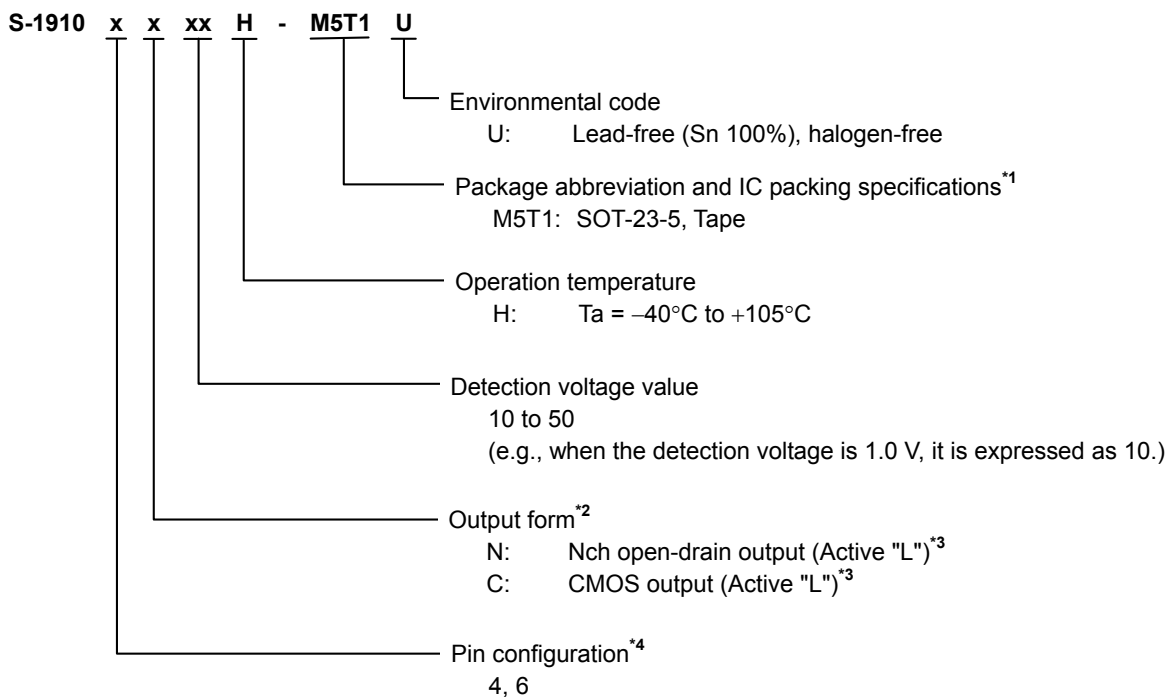 S-1910 x x xx H - M5T1 U
Environmental code
U: Lead-free (Sn 100%), halogen-free
Package abbreviation and IC packing specifications*1
M5T1: SOT-23-5, Tape
Operation temperature
H: Ta = −40°C to +105°C
Detection voltage value
10 to 50
(e.g., when the detection voltage is 1.0 V, it is expressed as 10.)
Output form*2
N: Nch open-drain output (Active "L")*3
C: CMOS output (Active "L")*3
Pin configuration*4
4, 6